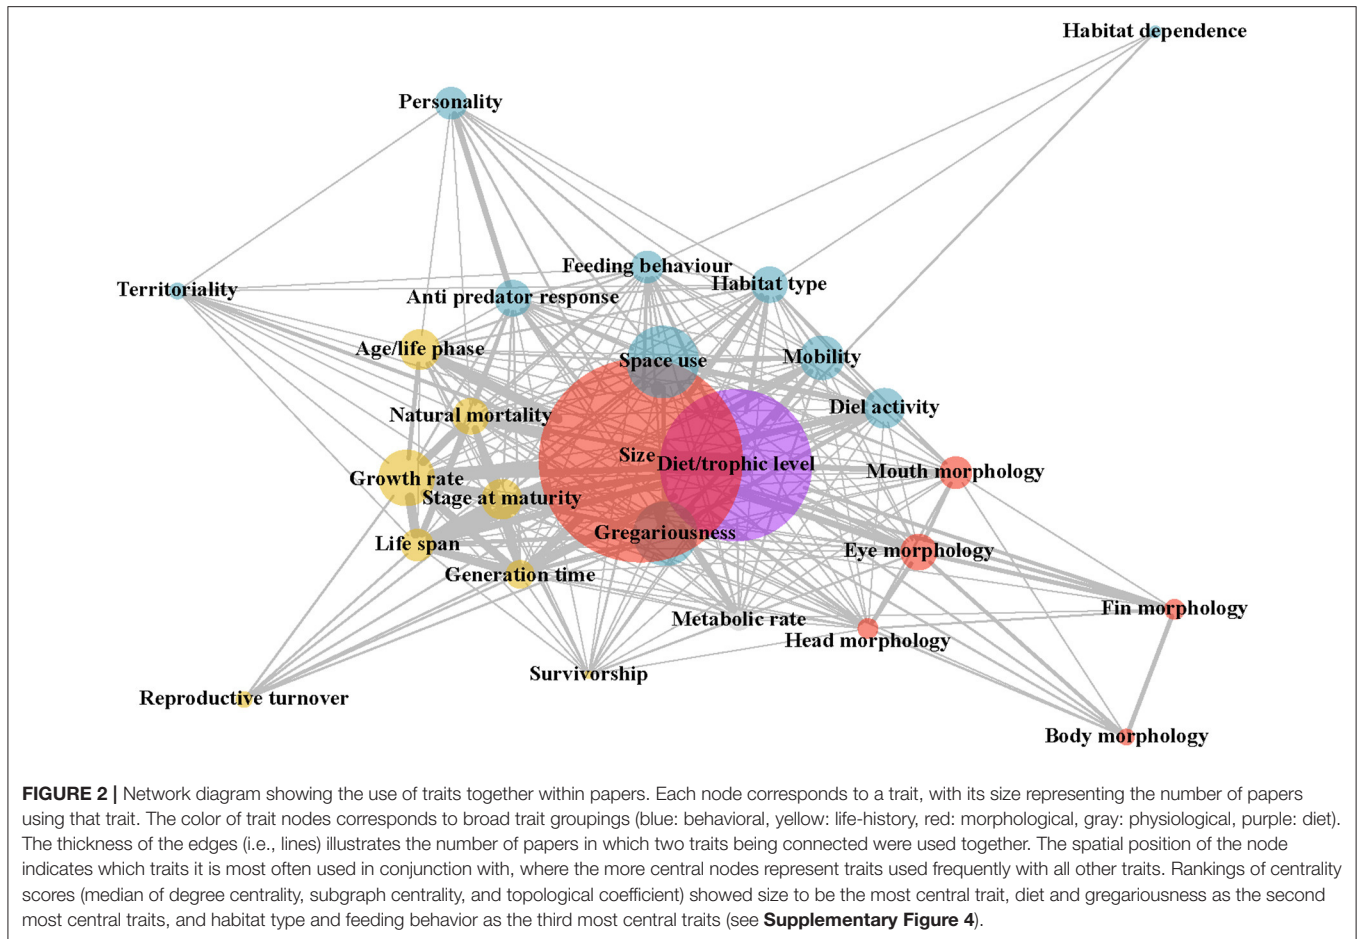 Habitat dependence
Personality
Feeding behaviour
Habitat type
Territoriality
Anti predator response
Age/life phase
Space use
Mobility
Natural mortality
Diel activity
Size
Diet/trophic level
Mouth morphology
Growth rate
Stage at maturity
Gregariousness
Life span
Eye morphology
Generation time
Fin morphology
Metabolic rate
Head morphology
Survivorship
Reproductive turnover
Body morphology
FIGURE 2 | Network diagram showing the use of traits together within papers. Each node corresponds to a trait, with its size representing the number of papers
using that trait. The color of trait nodes corresponds to broad trait groupings (blue: behavioral, yellow: life-history, red: morphological, gray: physiological, purple: diet).
The thickness of the edges (i.e., lines) illustrates the number of papers in which two traits being connected were used together. The spatial position of the node
indicates which traits it is most often used in conjunction with, where the more central nodes represent traits used frequently with all other traits. Rankings of centrality
scores (median of degree centrality, subgraph centrality, and topological coefficient) showed size to be the most central trait, diet and gregariousness as the second
most central traits, and habitat type and feeding behavior as the third most central traits (see Supplementary Figure 4).